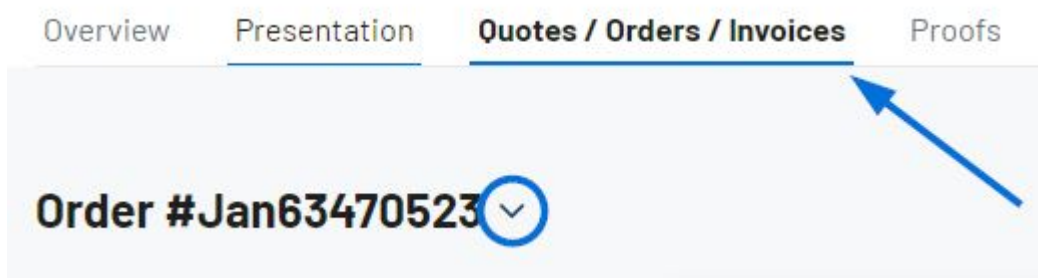 Overview Presentation Quotes / Orders / Invoices Proofs
Order #Jan63470523